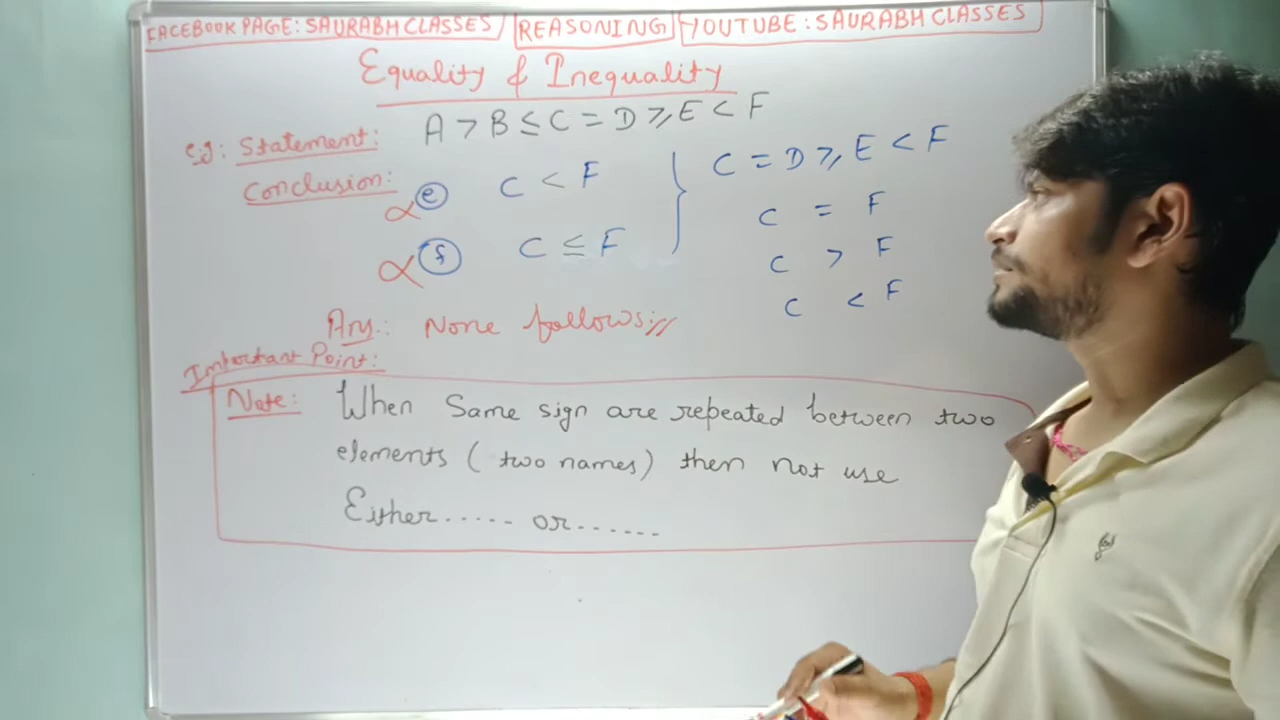 FACEBOOK PAGE: SAURABH CLASSES REASONING YOUTUBE: SAURABH CLASSES
Equality & Inequality
e.g: Statement: A > B ≤ C = D ≥ E < F
Conclusion:
e C < F
f C ≤ F
C = D ≥ E < F
C = F
C > F
C < F
Ans.: None follows
Important Point:
Note: When Same sign are repeated between two
elements (two names) then not use
Either..... or......